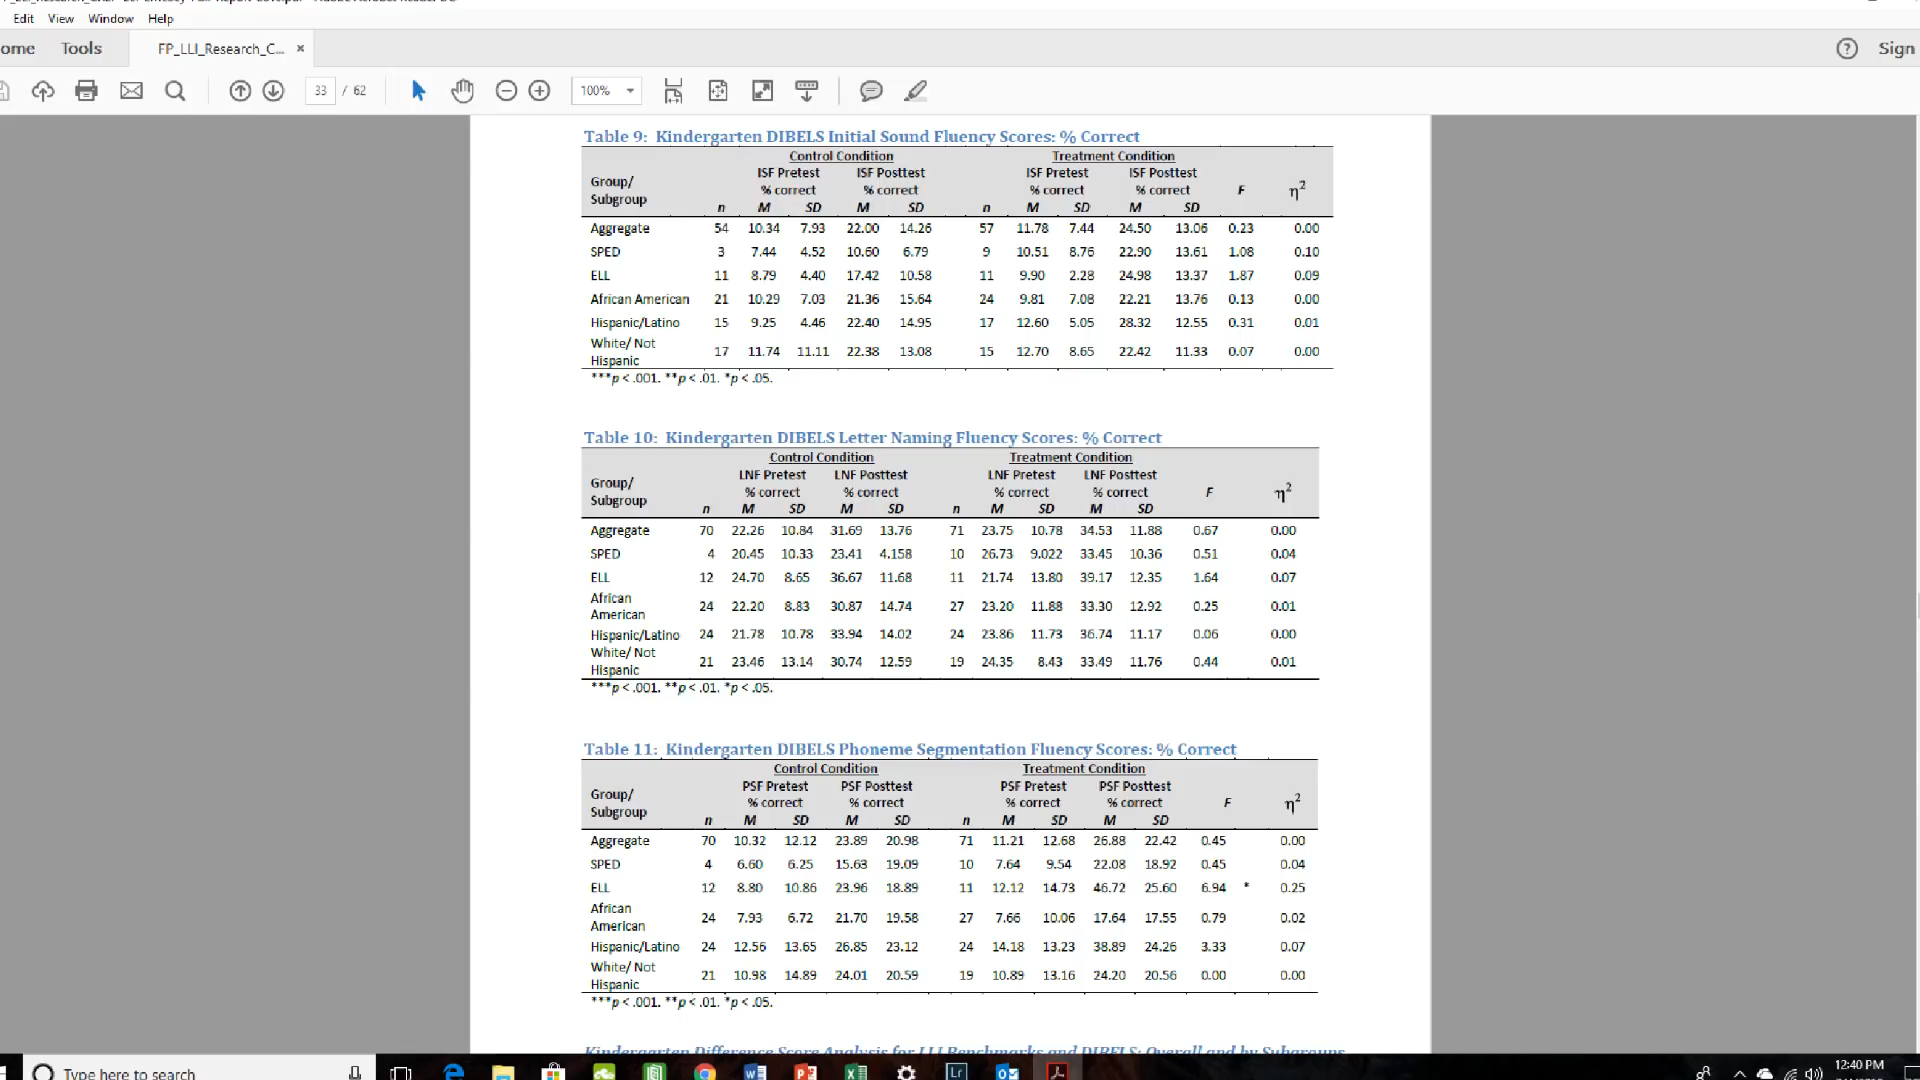 Edit View Window Help
ome Tools FP_LLI_Research_C... × Sign
33 / 62 100%
Table 9: Kindergarten DIBELS Initial Sound Fluency Scores: % Correct
Control Condition Treatment Condition
ISF Pretest ISF Posttest ISF Pretest ISF Posttest
Group/ % correct % correct % correct % correct F η2
Subgroup n M SD M SD n M SD M SD
Aggregate 54 10.34 7.93 22.00 14.26 57 11.78 7.44 24.50 13.06 0.23 0.00
SPED 3 7.44 4.52 10.60 6.79 9 10.51 8.76 22.90 13.61 1.08 0.10
ELL 11 8.79 4.40 17.42 10.58 11 9.90 2.28 24.98 13.37 1.87 0.09
African American 21 10.29 7.03 21.36 15.64 24 9.81 7.08 22.21 13.76 0.13 0.00
Hispanic/Latino 15 9.25 4.46 22.40 14.95 17 12.60 5.05 28.32 12.55 0.31 0.01
White/ Not
Hispanic 17 11.74 11.11 22.38 13.08 15 12.70 8.65 22.42 11.33 0.07 0.00
***p < .001. **p < .01. *p < .05.
Table 10: Kindergarten DIBELS Letter Naming Fluency Scores: % Correct
Control Condition Treatment Condition
LNF Pretest LNF Posttest LNF Pretest LNF Posttest
Group/ % correct % correct % correct % correct F η2
Subgroup n M SD M SD n M SD M SD
Aggregate 70 22.26 10.84 31.69 13.76 71 23.75 10.78 34.53 11.88 0.67 0.00
SPED 4 20.45 10.33 23.41 4.158 10 26.73 9.022 33.45 10.36 0.51 0.04
ELL 12 24.70 8.65 36.67 11.68 11 21.74 13.80 39.17 12.35 1.64 0.07
African
American 24 22.20 8.83 30.87 14.74 27 23.20 11.88 33.30 12.92 0.25 0.01
Hispanic/Latino 24 21.78 10.78 33.94 14.02 24 23.86 11.73 36.74 11.17 0.06 0.00
White/ Not
Hispanic 21 23.46 13.14 30.74 12.59 19 24.35 8.43 33.49 11.76 0.44 0.01
***p < .001. **p < .01. *p < .05.
Table 11: Kindergarten DIBELS Phoneme Segmentation Fluency Scores: % Correct
Control Condition Treatment Condition
PSF Pretest PSF Posttest PSF Pretest PSF Posttest
Group/ % correct % correct % correct % correct F η2
Subgroup n M SD M SD n M SD M SD
Aggregate 70 10.32 12.12 23.89 20.98 71 11.21 12.68 26.88 22.42 0.45 0.00
SPED 4 6.60 6.25 15.63 19.09 10 7.64 9.54 22.08 18.92 0.45 0.04
ELL 12 8.80 10.86 23.96 18.89 11 12.12 14.73 46.72 25.60 6.94 * 0.25
African
American 24 7.93 6.72 21.70 19.58 27 7.66 10.06 17.64 17.55 0.79 0.02
Hispanic/Latino 24 12.56 13.65 26.85 23.12 24 14.18 13.23 38.89 24.26 3.33 0.07
White/ Not
Hispanic 21 10.98 14.89 24.01 20.59 19 10.89 13.16 24.20 20.56 0.00 0.00
***p < .001. **p < .01. *p < .05.
Kindergarten Difference Score Analysis for LLI Benchmarks and DIBELS: Overall and by Subgroups
Type here to search Lr 12:40 PM